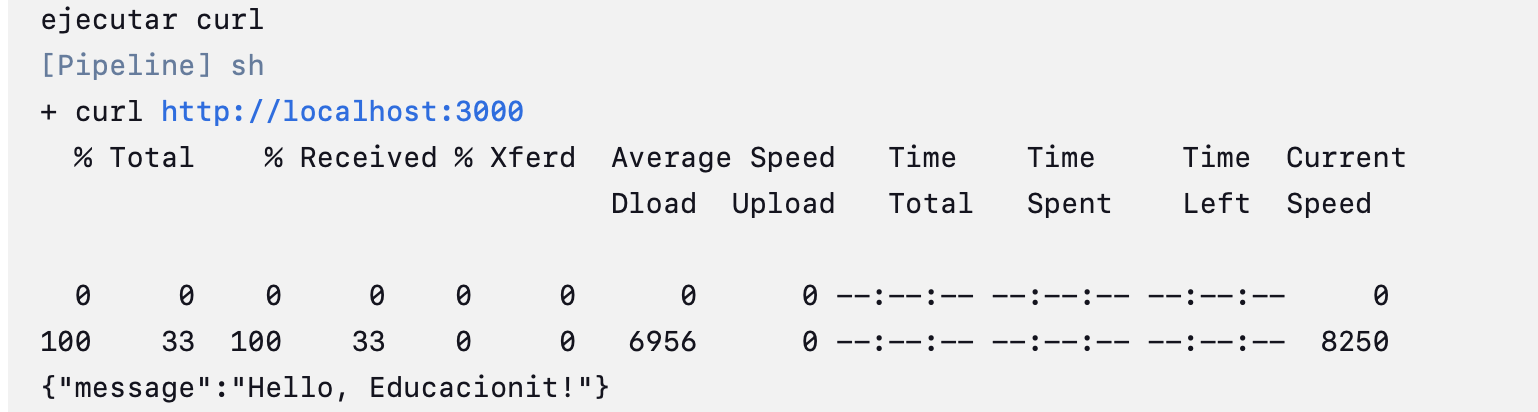 ejecutar curl
[Pipeline] sh
+ curl http://localhost:3000
  % Total    % Received % Xferd  Average Speed   Time    Time     Time  Current
                                 Dload  Upload   Total   Spent    Left  Speed
  0     0    0     0    0     0      0      0 --:--:-- --:--:-- --:--:--     0
100    33  100    33    0     0   6956      0 --:--:-- --:--:-- --:--:--  8250
{"message":"Hello, Educacionit!"}